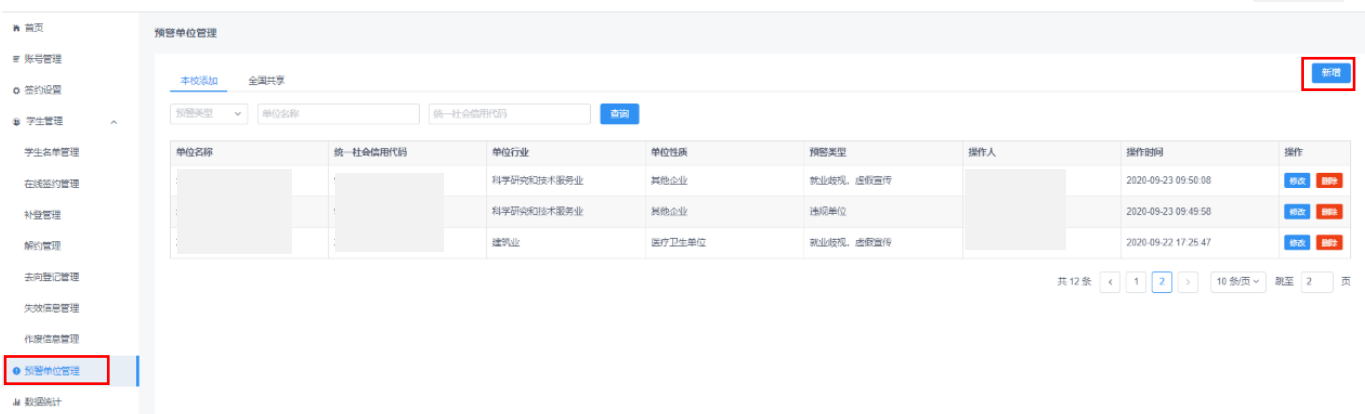 首页
账号管理
签约设置
学生管理
学生名单管理
在线签约管理
补登管理
解约管理
去向登记管理
失效信息管理
作废信息管理
预警单位管理
数据统计
预警单位管理
本校添加 全国共享 新增
预警类型 单位名称 统一社会信用代码 查询
单位名称 统一社会信用代码 单位行业 单位性质 预警类型 操作人 操作时间 操作
科学研究和技术服务业 其他企业 就业歧视，虚假宣传 2020-09-23 09:50:08 修改 删除
科学研究和技术服务业 其他企业 违规单位 2020-09-23 09:49:58 修改 删除
建筑业 医疗卫生单位 就业歧视，虚假宣传 2020-09-22 17:25:47 修改 删除
共 12 条 < 1 2 > 10 条/页 跳至 2 页